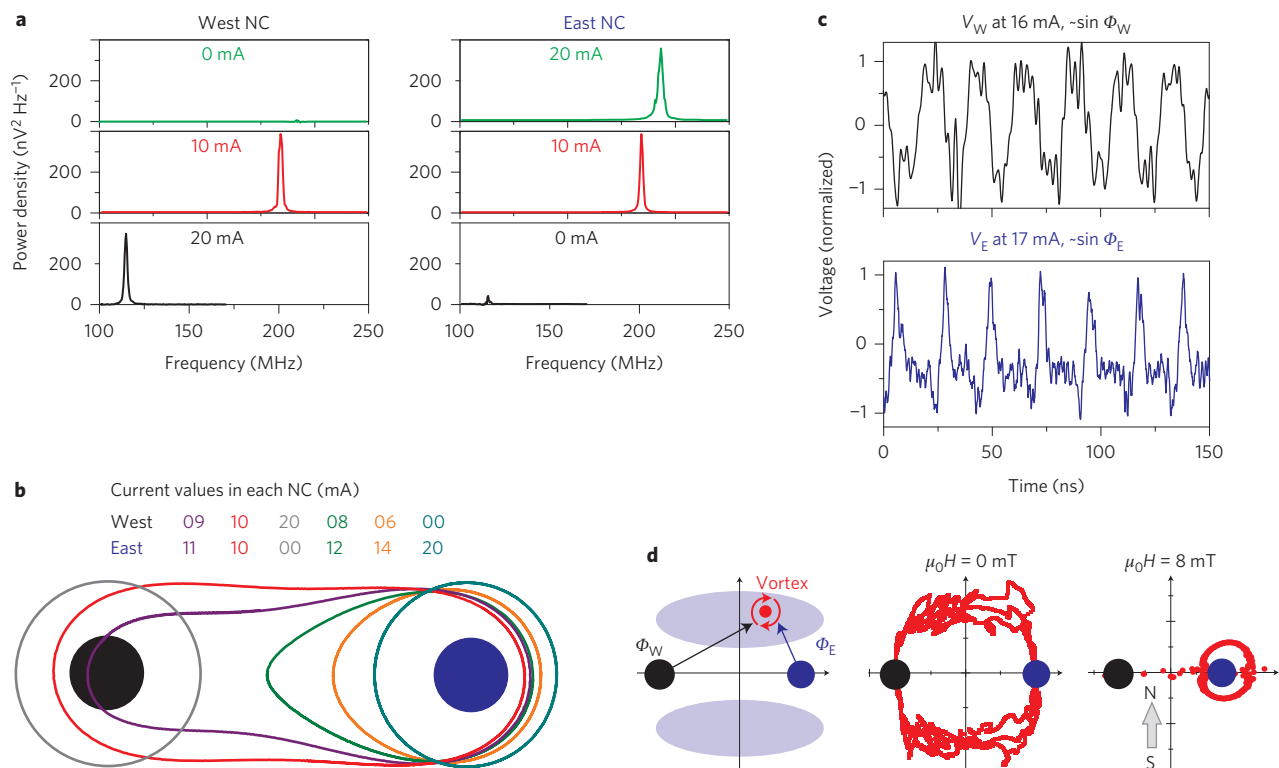 a
West NC
East NC
0 mA
20 mA
200
0
200
0
10 mA
10 mA
200
0
200
0
20 mA
0 mA
200
0
200
0
100 150 200 250
100 150 200 250
Power density (nV² Hz⁻¹)
Frequency (MHz)
Frequency (MHz)
b
Current values in each NC (mA)
West 09 10 20 08 06 00
East 11 10 00 12 14 20
c
V_W at 16 mA, ~sin Φ_W
1
0
−1
V_E at 17 mA, ~sin Φ_E
1
0
−1
0 50 100 150
Voltage (normalized)
Time (ns)
d
Vortex
Φ_W
Φ_E
μ₀H = 0 mT
μ₀H = 8 mT
N
S